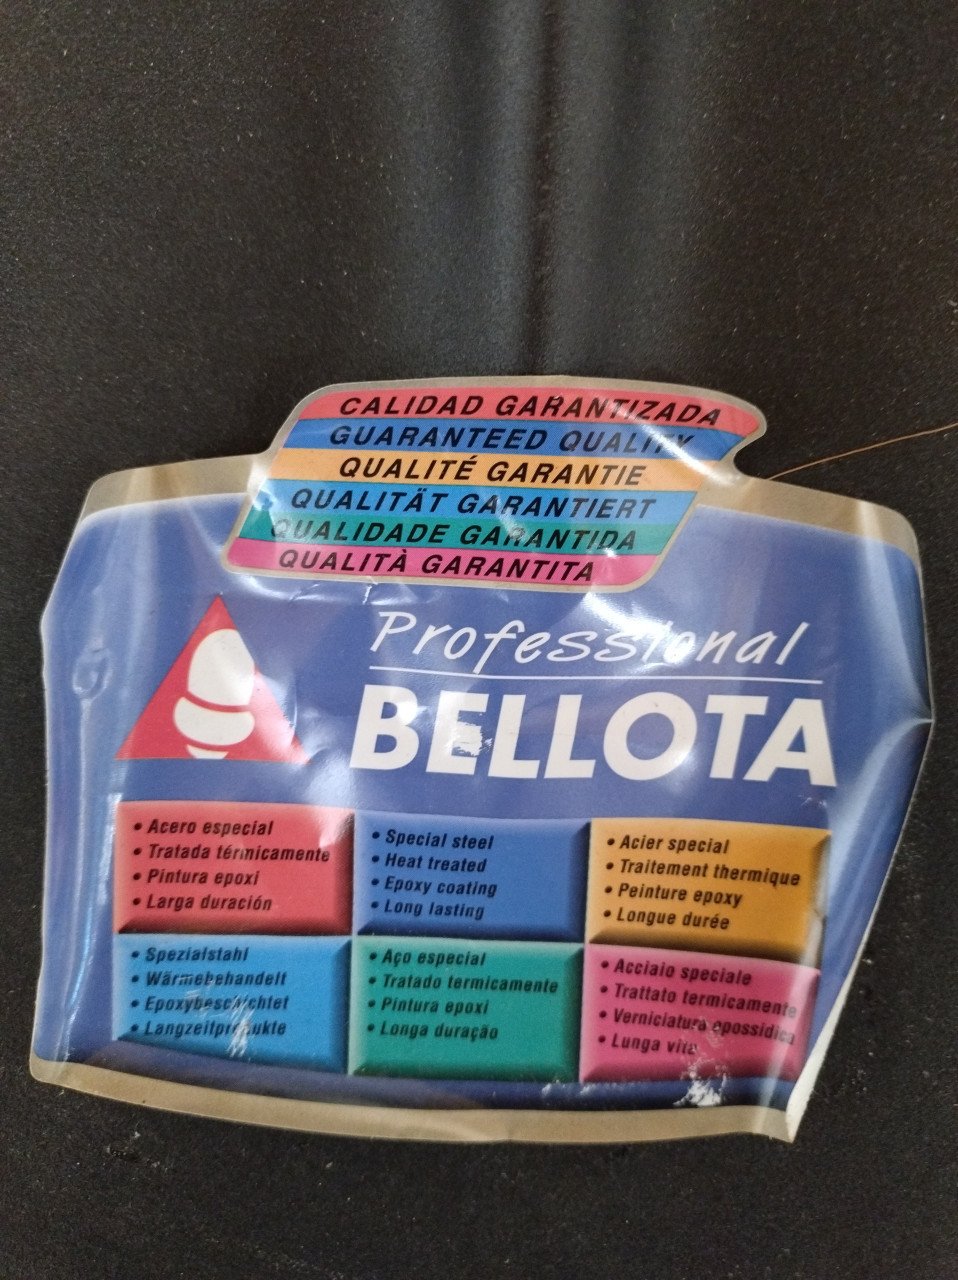 CALIDAD GARANTIZADA
GUARANTEED QUALITY
QUALITÉ GARANTIE
QUALITÄT GARANTIERT
QUALIDADE GARANTIDA
QUALITÀ GARANTITA
Professional
BELLOTA
• Acero especial
• Tratada térmicamente
• Pintura epoxi
• Larga duración
• Special steel
• Heat treated
• Epoxy coating
• Long lasting
• Acier special
• Traitement thermique
• Peinture epoxy
• Longue durée
• Spezialstahl
• Wärmebehandelt
• Epoxybeschichtet
• Langzeitprodukte
• Aço especial
• Tratado termicamente
• Pintura epoxi
• Longa duração
• Acciaio speciale
• Trattato termicamente
• Verniciatura epossidica
• Lunga vita